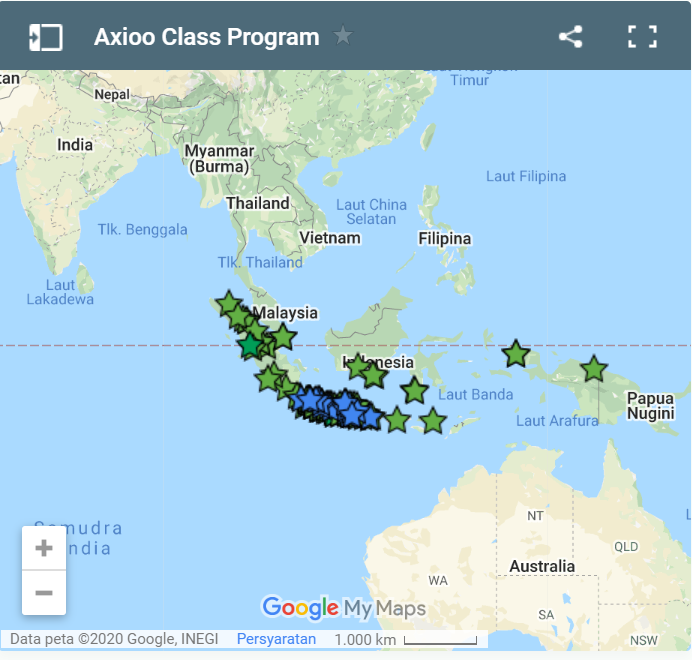 Axioo Class Program
Timur
Nepal
India
Myanmar
(Burma)
Laut Filipina
Thailand
Laut China
Selatan
Tlk. Benggala
Vietnam
Filipina
Tlk. Thailand
Laut
Lakadewa
Malaysia
Indonesia
Laut Banda
Papua
Nugini
Laut Arafura
Samudra
NT
QLD
Australia
WA
SA
NSW
Google My Maps
Data peta ©2020 Google, INEGI Persyaratan 1.000 km